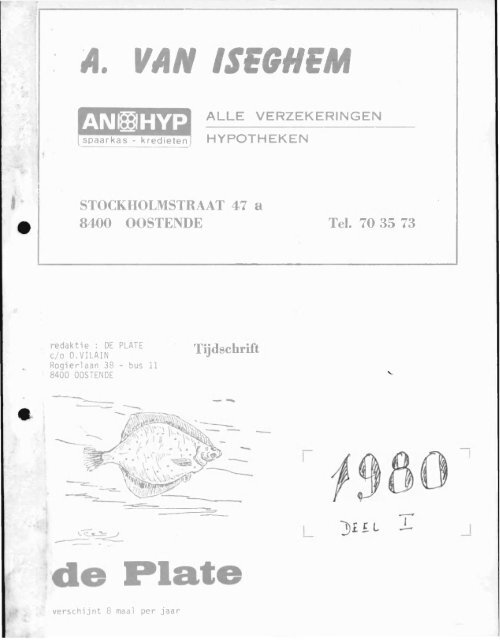 A. VAN ISEGHEM
ANHYP
spaarkas - kredieten
ALLE VERZEKERINGEN
HYPOTHEKEN
STOCKHOLMSTRAAT 47 a
8400 OOSTENDE
Tel. 70 35 73
redaktie : DE PLATE
c/o O.VILAIN
Rogierlaan 38 - bus 11
8400 OOSTENDE
Tijdschrift
1980
DEEL I
de Plate
verschijnt 8 maal per jaar